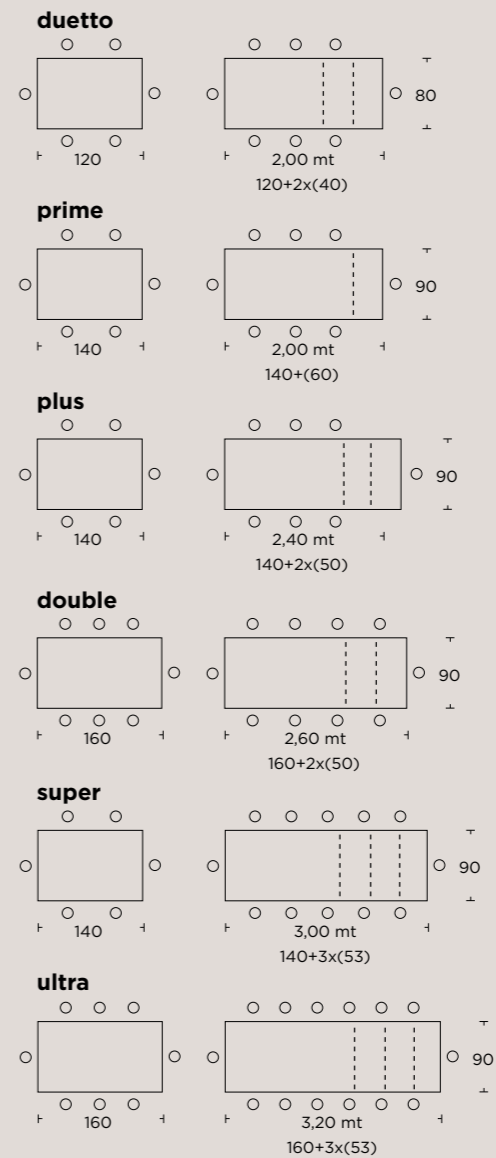 duetto
80
120 2,00 mt
120+2x(40)
prime
90
140 2,00 mt
140+(60)
plus
90
140 2,40 mt
140+2x(50)
double
90
160 2,60 mt
160+2x(50)
super
90
140 3,00 mt
140+3x(53)
ultra
90
160 3,20 mt
160+3x(53)